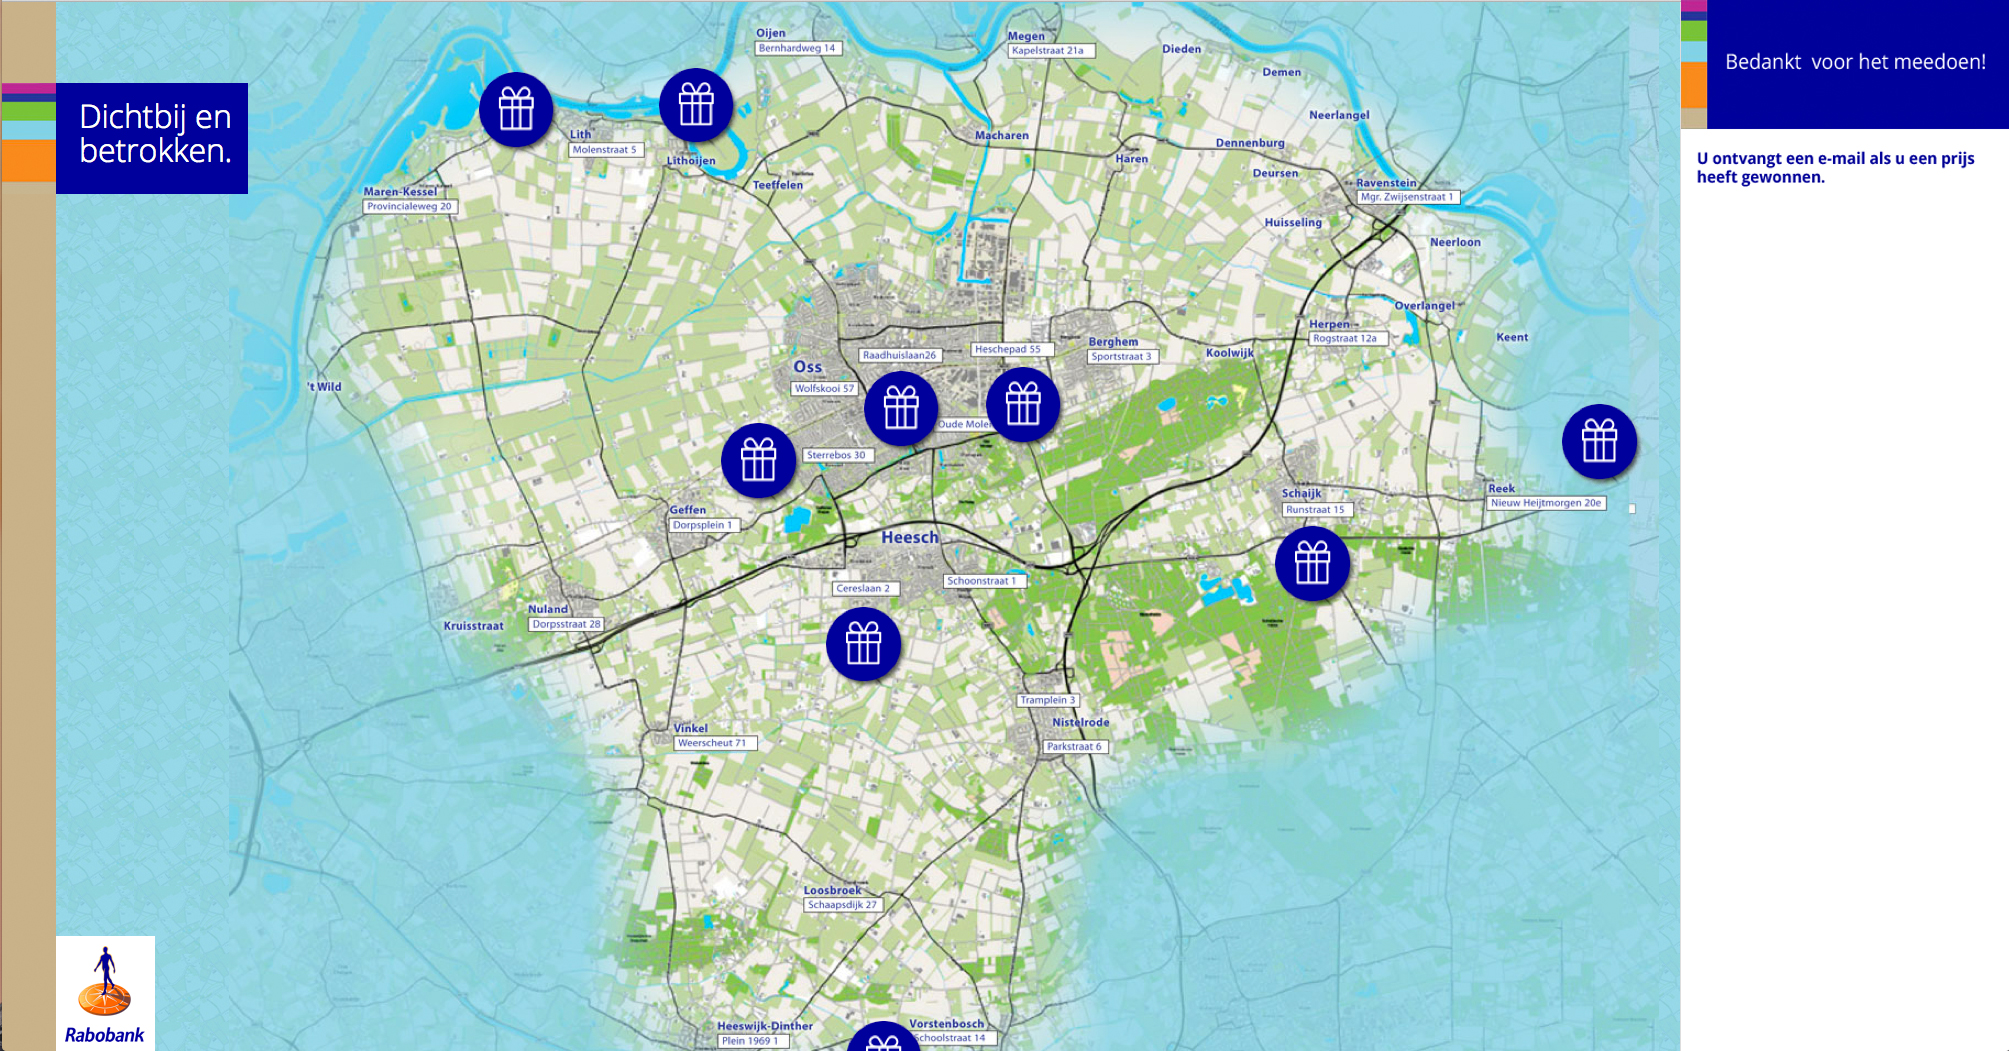 Dichtbij en
betrokken.
Oijen
Bernhardweg 14
Megen
Kapelstraat 21a
Dieden
Demen
Neerlangel
Lith
Molenstraat 5
Lithoijen
Macharen
Haren
Dennenburg
Deursen
Teeffelen
Maren-Kessel
Provincialeweg 20
Ravenstein
Mgr. Zwijsenstraat 1
Huisseling
Neerloon
Overlangel
Herpen
Rogstraat 12a
Keent
Raadhuislaan26
Heschepad 55
Berghem
Sportstraat 3
Koolwijk
Oss
Wolfskooi 57
't Wild
Oude Molen
Sterrebos 30
Geffen
Dorpsplein 1
Schaijk
Runstraat 15
Reek
Nieuw Heijtmorgen 20e
Heesch
Cereslaan 2
Schoonstraat 1
Nuland
Dorpsstraat 28
Kruisstraat
Tramplein 3
Nistelrode
Parkstraat 6
Vinkel
Weerscheut 71
Loosbroek
Schaapsdijk 27
Heeswijk-Dinther
Plein 1969 1
Vorstenbosch
Schoolstraat 14
Rabobank
Bedankt voor het meedoen!
U ontvangt een e-mail als u een prijs
heeft gewonnen.